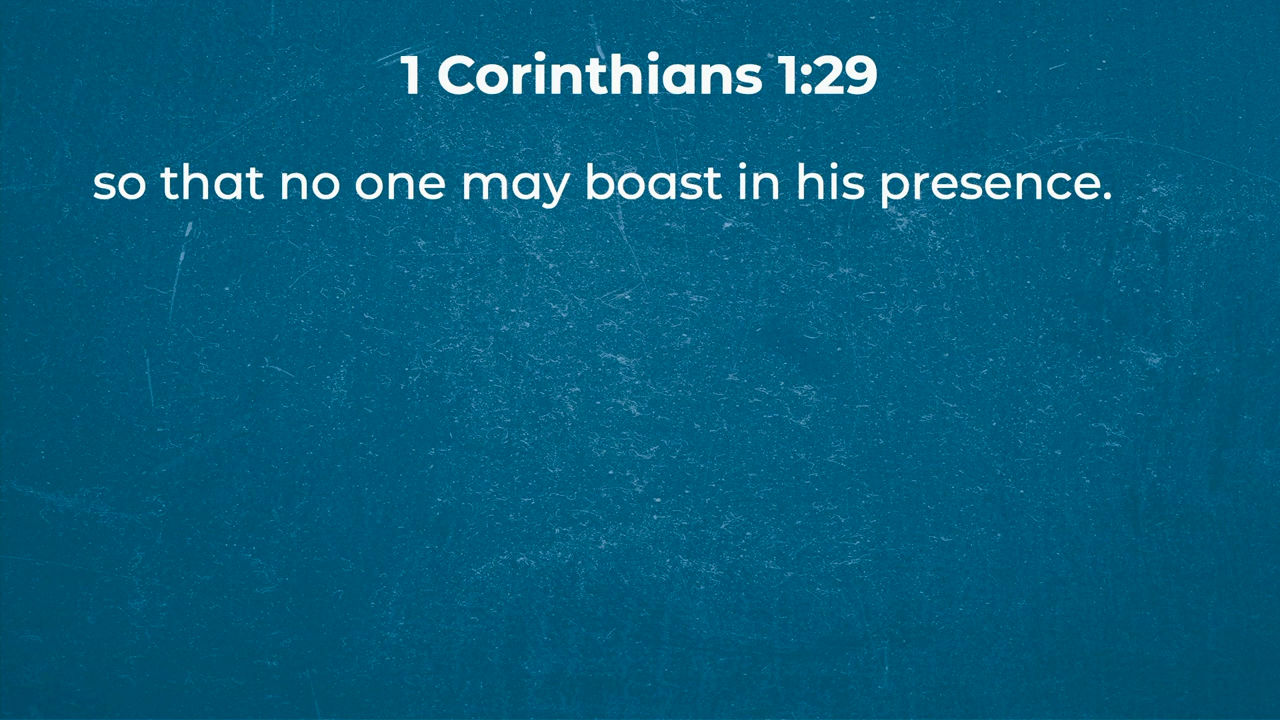 1 Corinthians 1:29
so that no one may boast in his presence.